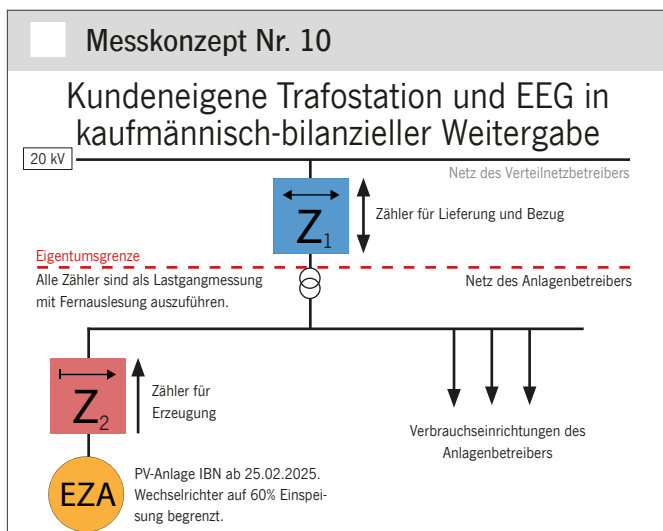 Messkonzept Nr. 10
Kundeneigene Trafostation und EEG in
kaufmännisch-bilanzieller Weitergabe
20 kV
Netz des Verteilnetzbetreibers
Z1
Zähler für Lieferung und Bezug
Eigentumsgrenze
Alle Zähler sind als Lastgangmessung
mit Fernauslesung auszuführen.
Netz des Anlagenbetreibers
Z2
Zähler für
Erzeugung
Verbrauchseinrichtungen des
Anlagenbetreibers
EZA
PV-Anlage IBN ab 25.02.2025.
Wechselrichter auf 60% Einspei-
sung begrenzt.